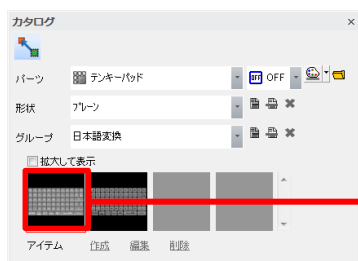 カタログ
パーツ テンキーパッド OFF OFF
形状 プレーン
グループ 日本語変換
拡大して表示
アイテム 作成 編集 削除